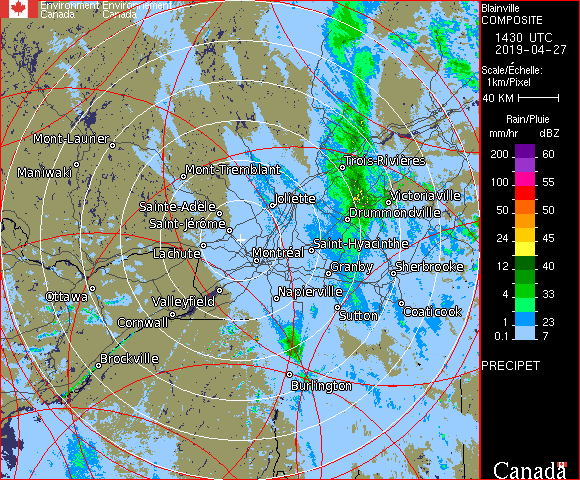 Environment Environnement
Canada Canada
Blainville
COMPOSITE
1430 UTC
2019-04-27
Scale/Échelle:
1km/Pixel
40 KM
Rain/Pluie
mm/hr dBZ
200 60
100 55
50 50
24 45
12 40
4 33
1 23
0.1 7
PRECIPET
Canada
Mont-Laurier
Maniwaki
Mont-Tremblant
Trois-Rivières
Sainte-Adele
Joliette
Victoriaville
Saint-Jérôme
Drummondville
Lachute
Montréal
Saint-Hyacinthe
Granby
Sherbrooke
Ottawa
Valleyfield
Napierville
Cornwall
Sutton
Coaticook
Brockville
Burlington